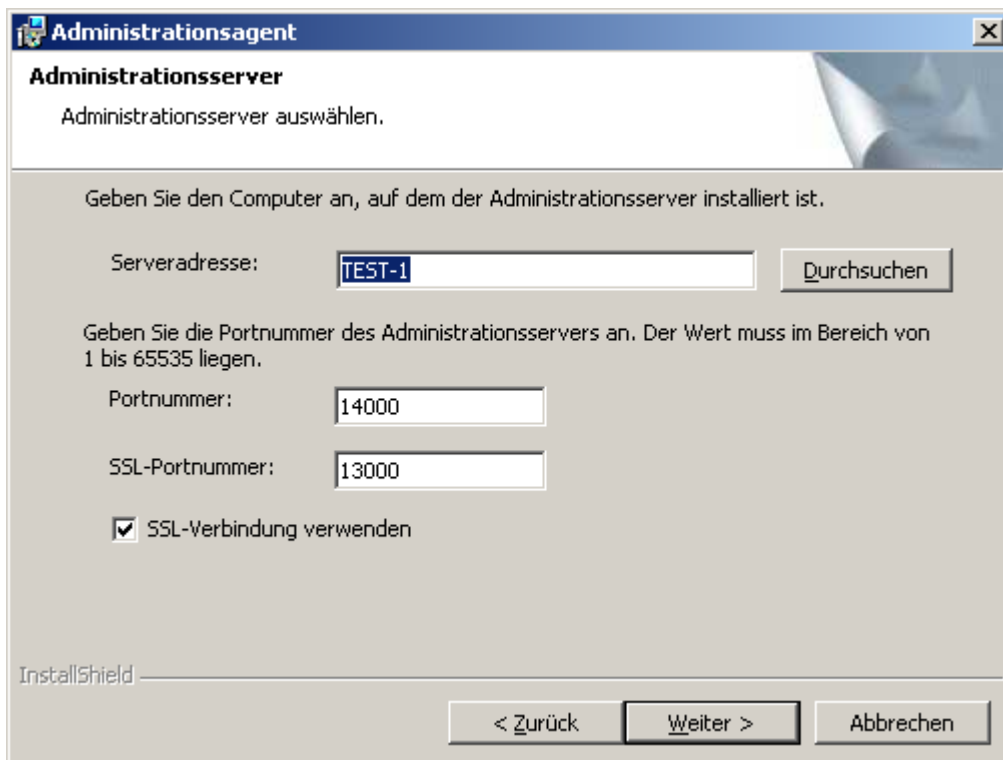 Administrationsagent
Administrationsserver
Administrationsserver auswählen.
Geben Sie den Computer an, auf dem der Administrationsserver installiert ist.
Serveradresse: TEST-1 Durchsuchen
Geben Sie die Portnummer des Administrationsservers an. Der Wert muss im Bereich von
1 bis 65535 liegen.
Portnummer: 14000
SSL-Portnummer: 13000
SSL-Verbindung verwenden
InstallShield
< Zurück Weiter > Abbrechen